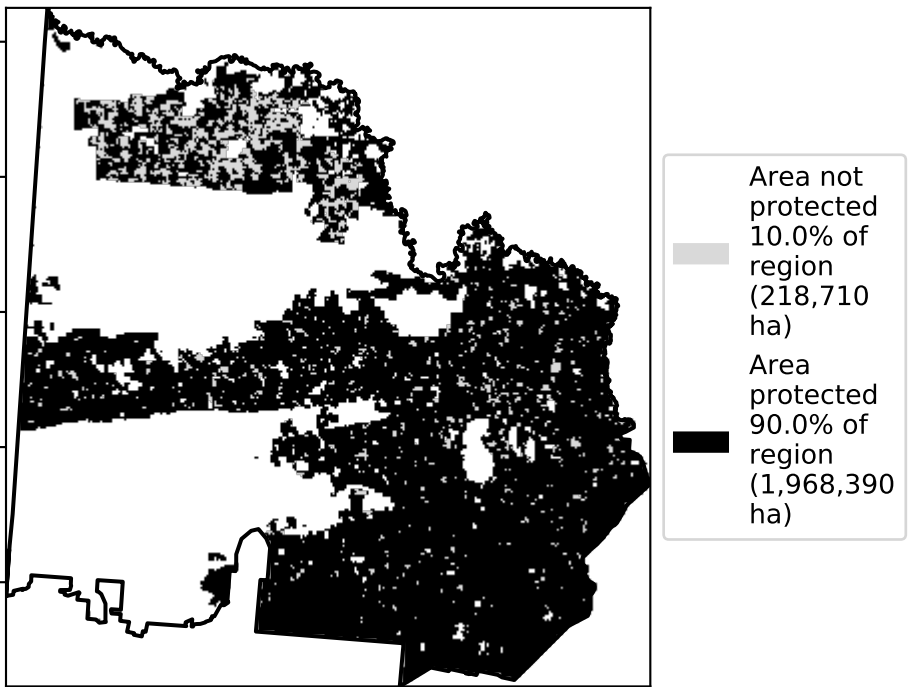 Area not
protected
10.0% of
region
(218,710
ha)
Area
protected
90.0% of
region
(1,968,390
ha)